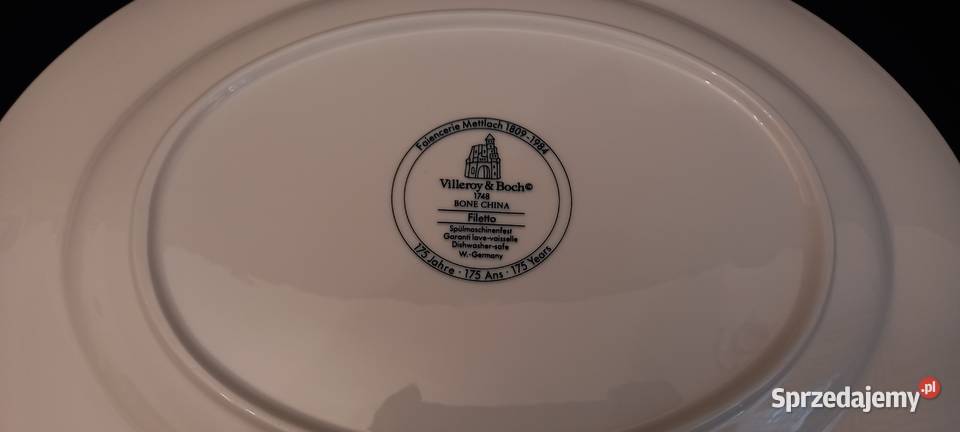 Faiencerie Mettlach 1809-1984
Villeroy & Boch©
1748
BONE CHINA
Filetto
Spülmaschinenfest
Garanti lave-vaisselle
Dishwasher-safe
W.-Germany
175 Jahre · 175 Ans · 175 Years
Sprzedajemy.pl